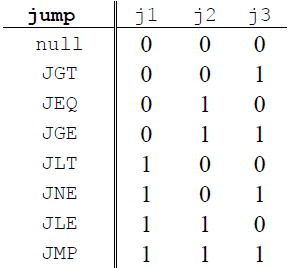 jump j1 j2 j3
null 0 0 0
JGT 0 0 1
JEQ 0 1 0
JGE 0 1 1
JLT 1 0 0
JNE 1 0 1
JLE 1 1 0
JMP 1 1 1